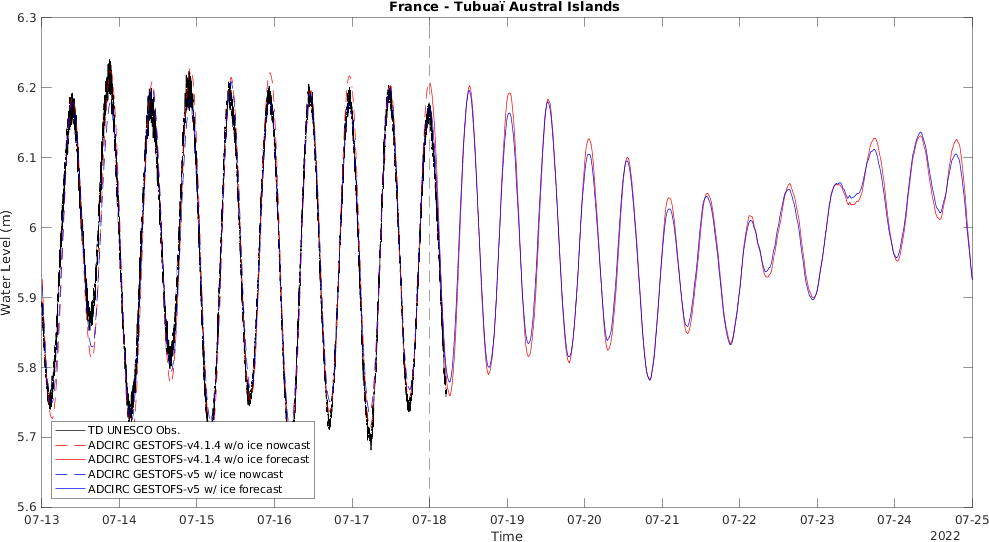 France - Tubuaï Austral Islands
Water Level (m)
6.3
6.2
6.1
6
5.9
5.8
5.7
5.6
TD UNESCO Obs.
ADCIRC GESTOFS-v4.1.4 w/o ice nowcast
ADCIRC GESTOFS-v4.1.4 w/o ice forecast
ADCIRC GESTOFS-v5 w/ ice nowcast
ADCIRC GESTOFS-v5 w/ ice forecast
07-13 07-14 07-15 07-16 07-17 07-18 07-19 07-20 07-21 07-22 07-23 07-24 07-25
Time
2022